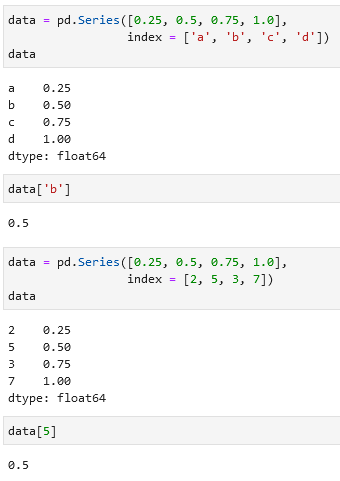 data = pd.Series([0.25, 0.5, 0.75, 1.0],
                 index = ['a', 'b', 'c', 'd'])
data
a    0.25
b    0.50
c    0.75
d    1.00
dtype: float64
data['b']
0.5
data = pd.Series([0.25, 0.5, 0.75, 1.0],
                 index = [2, 5, 3, 7])
data
2    0.25
5    0.50
3    0.75
7    1.00
dtype: float64
data[5]
0.5